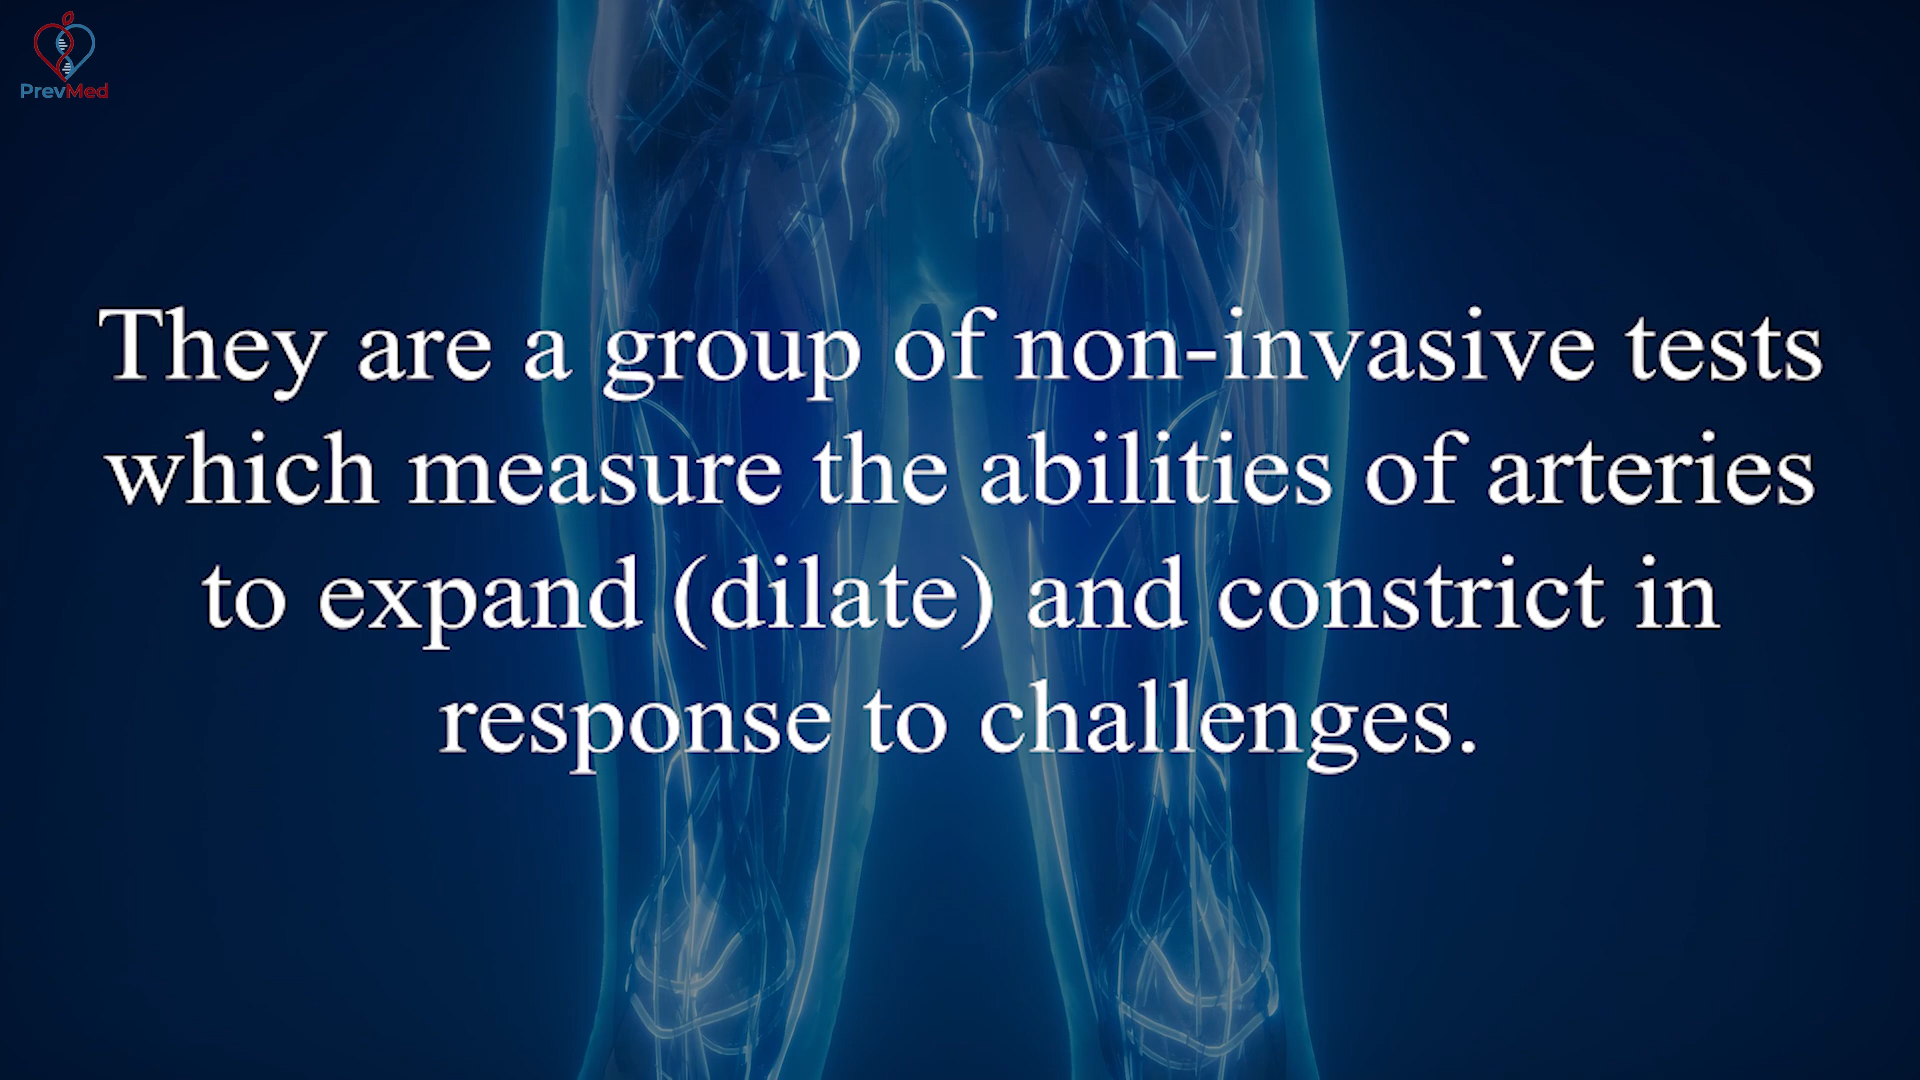 PrevMed
They are a group of non-invasive tests
which measure the abilities of arteries
to expand (dilate) and constrict in
response to challenges.